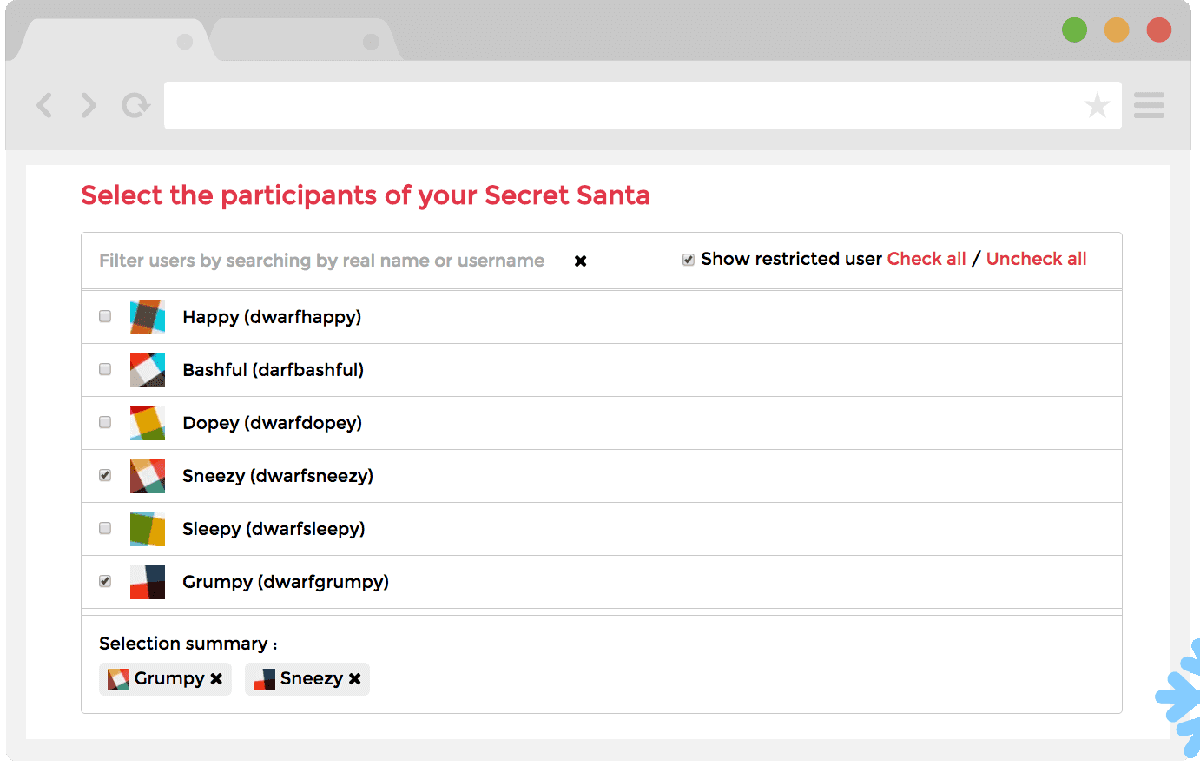 Select the participants of your Secret Santa
Filter users by searching by real name or username ✖ Show restricted user Check all / Uncheck all
Happy (dwarfhappy)
Bashful (darfbashful)
Dopey (dwarfdopey)
Sneezy (dwarfsneezy)
Sleepy (dwarfsleepy)
Grumpy (dwarfgrumpy)
Selection summary :
Grumpy ✖ Sneezy ✖